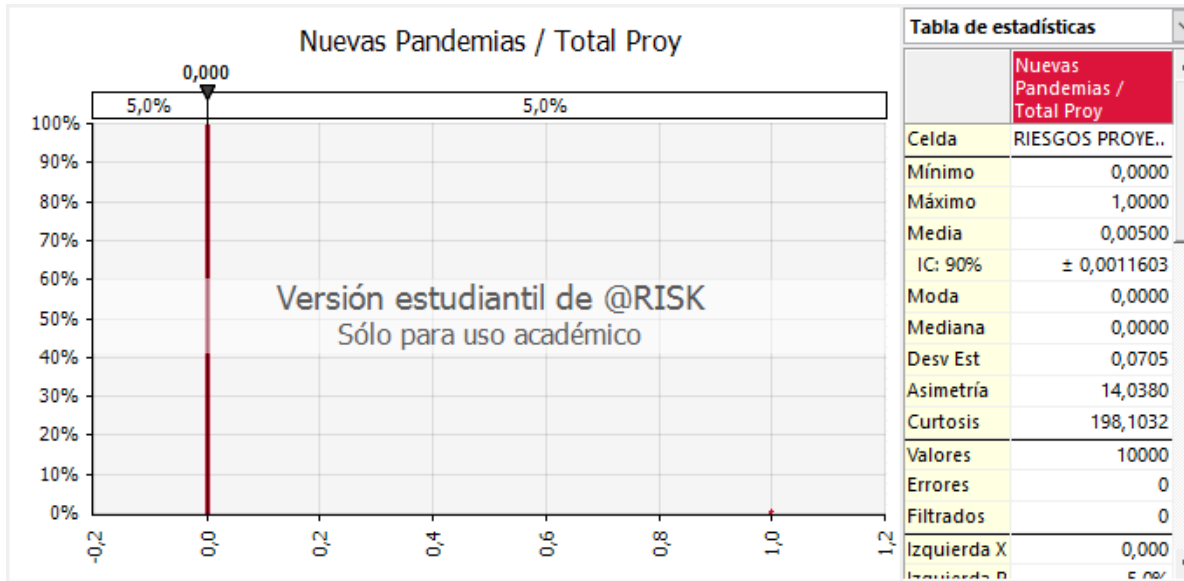 Nuevas Pandemias / Total Proy
0,000
5,0% 5,0%
100%
90%
80%
70%
60%
50%
40%
30%
20%
10%
0%
-0,2 0,0 0,2 0,4 0,6 0,8 1,0 1,2
Versión estudiantil de @RISK
Sólo para uso académico
Tabla de estadísticas
Nuevas
Pandemias /
Total Proy
Celda RIESGOS PROYE..
Mínimo 0,0000
Máximo 1,0000
Media 0,00500
IC: 90% ± 0,0011603
Moda 0,0000
Mediana 0,0000
Desv Est 0,0705
Asimetría 14,0380
Curtosis 198,1032
Valores 10000
Errores 0
Filtrados 0
Izquierda X 0,000
Izquierda P 5,0%